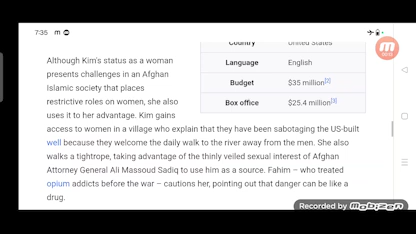 7:35 m
Country United States
Language English
Budget $35 million[2]
Box office $25.4 million[3]
Although Kim's status as a woman
presents challenges in an Afghan
Islamic society that places
restrictive roles on women, she also
uses it to her advantage. Kim gains
access to women in a village who explain that they have been sabotaging the US-built
well because they welcome the daily walk to the river away from the men. She also
walks a tightrope, taking advantage of the thinly veiled sexual interest of Afghan
Attorney General Ali Massoud Sadiq to use him as a source. Fahim – who treated
opium addicts before the war – cautions her, pointing out that danger can be like a
drug.
Recorded by mobizen